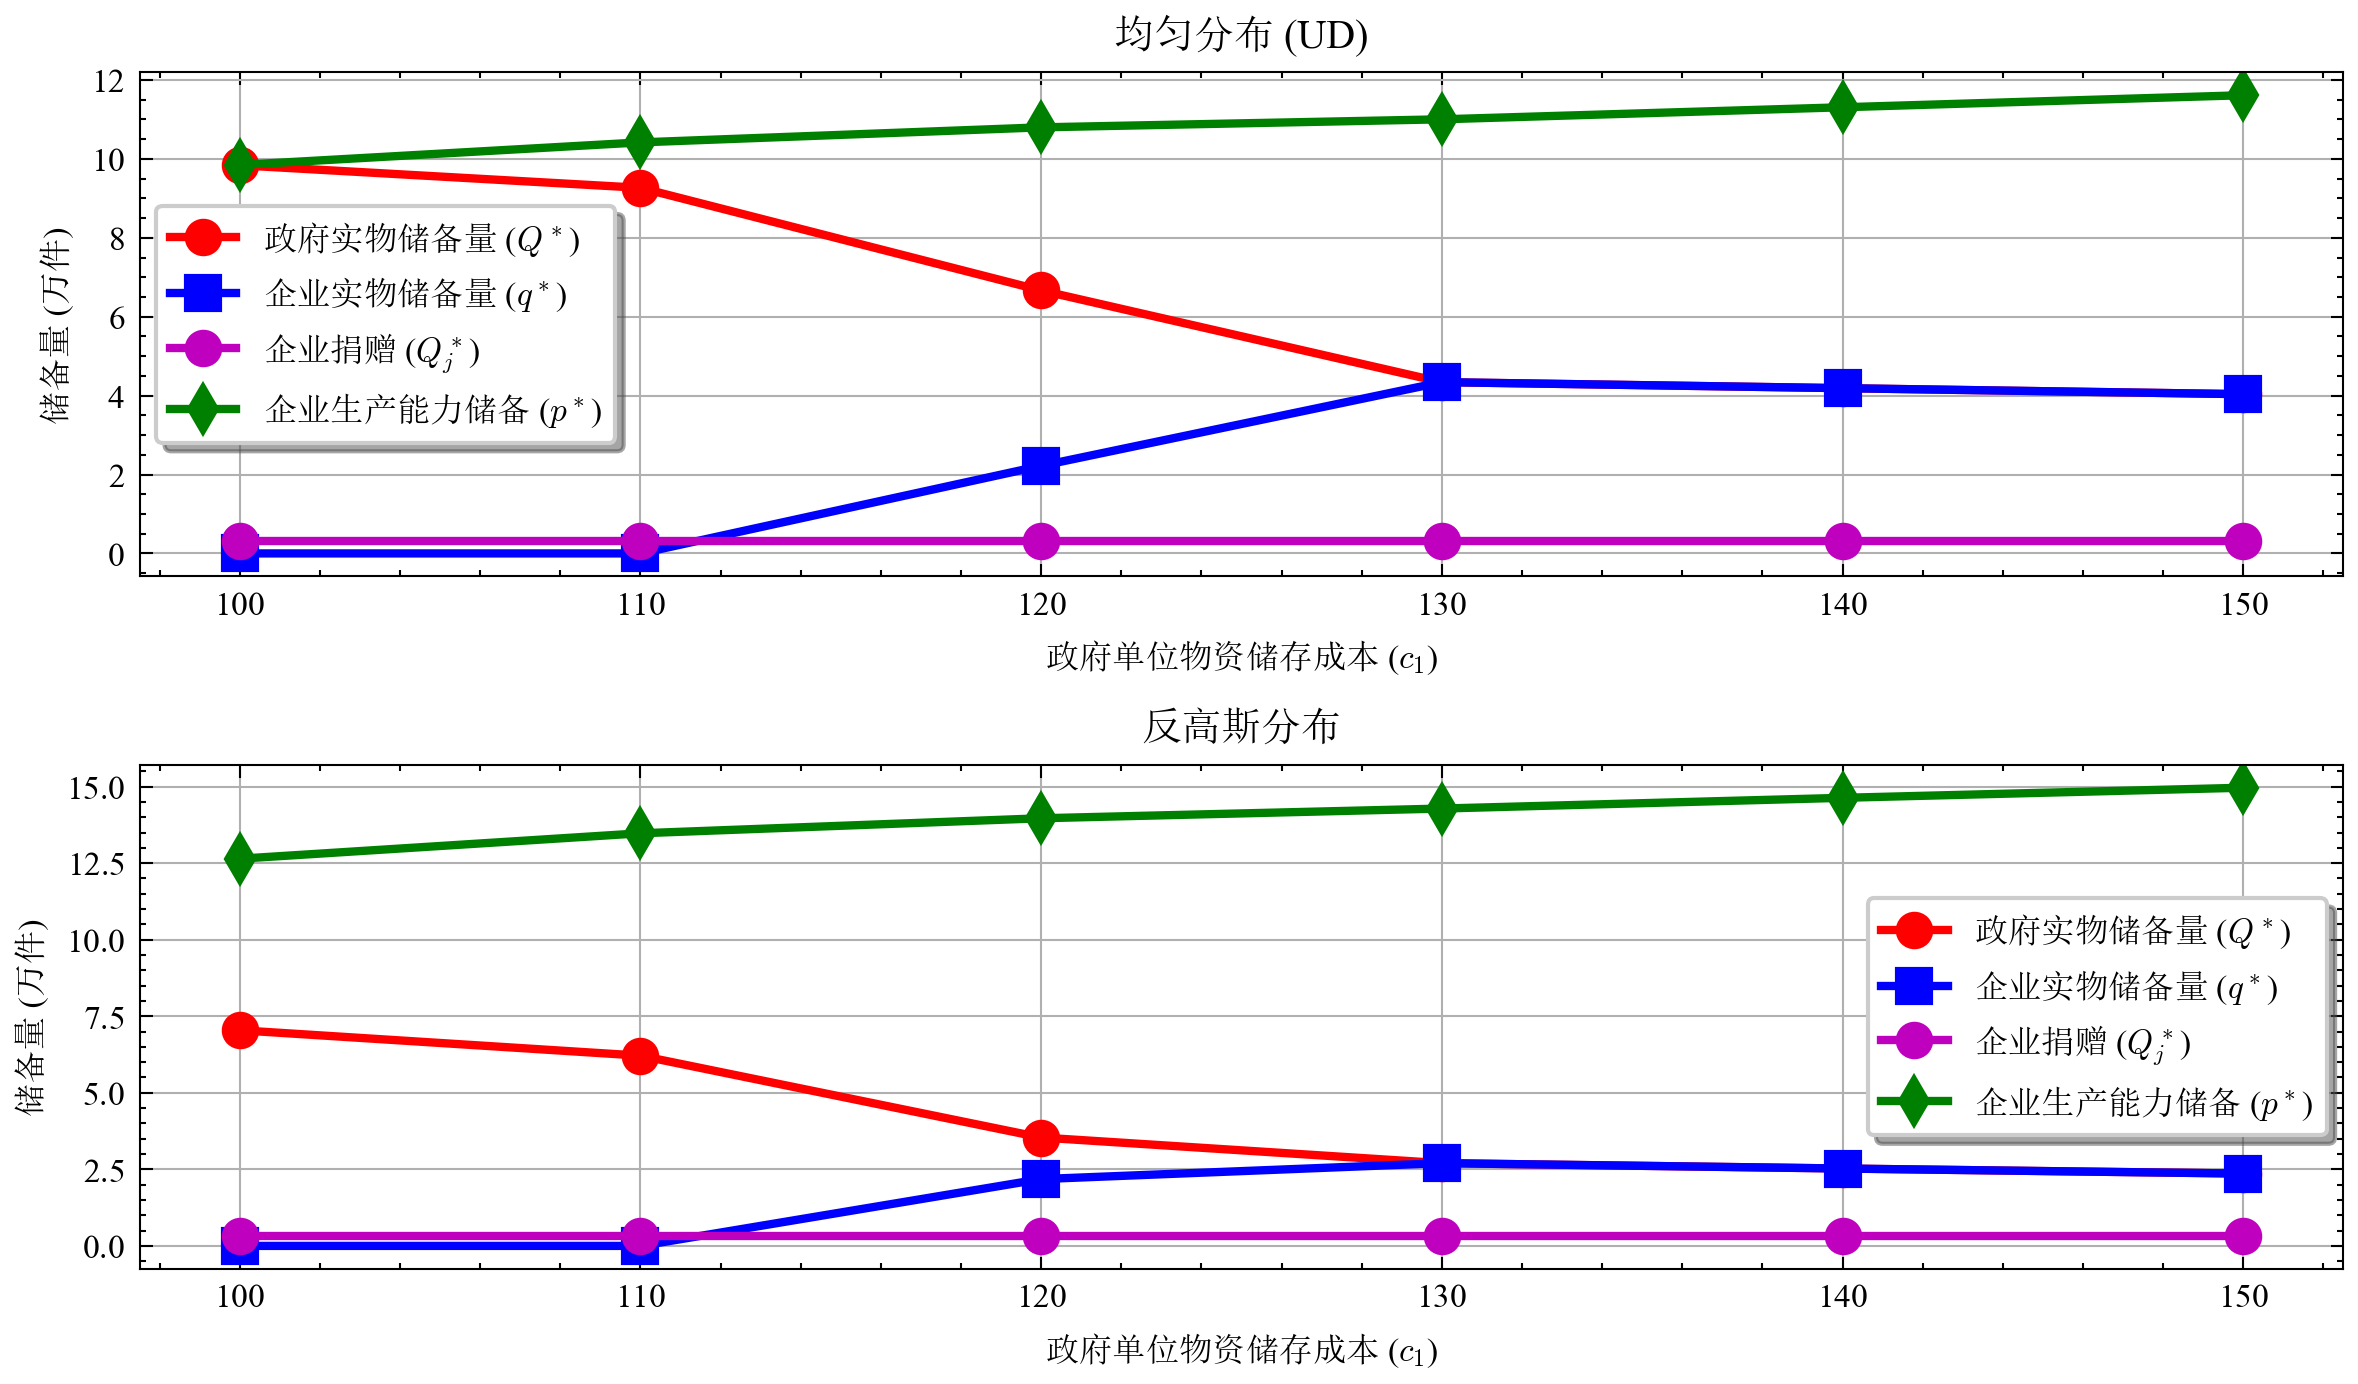 均匀分布 (UD)
12
10
8
6
4
2
0
储备量 (万件)
政府实物储备量 (Q*)
企业实物储备量 (q*)
企业捐赠 (Q_j*)
企业生产能力储备 (p*)
100 110 120 130 140 150
政府单位物资储存成本 (c₁)
反高斯分布
15.0
12.5
10.0
7.5
5.0
2.5
0.0
储备量 (万件)
政府实物储备量 (Q*)
企业实物储备量 (q*)
企业捐赠 (Q_j*)
企业生产能力储备 (p*)
100 110 120 130 140 150
政府单位物资储存成本 (c₁)